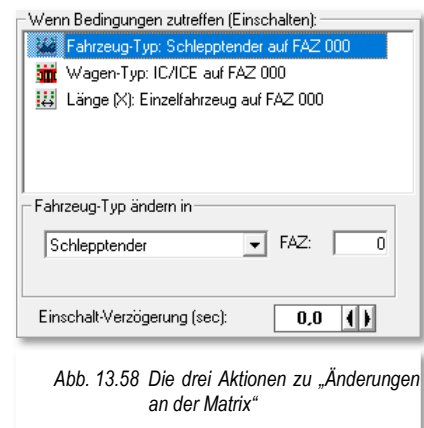 Wenn Bedingungen zutreffen (Einschalten):
Fahrzeug-Typ: Schlepptender auf FAZ 000
Wagen-Typ: IC/ICE auf FAZ 000
Länge (X): Einzelfahrzeug auf FAZ 000
Fahrzeug-Typ ändern in
Schlepptender FAZ: 0
Einschalt-Verzögerung (sec): 0,0
Abb. 13.58 Die drei Aktionen zu „Änderungen
an der Matrix“